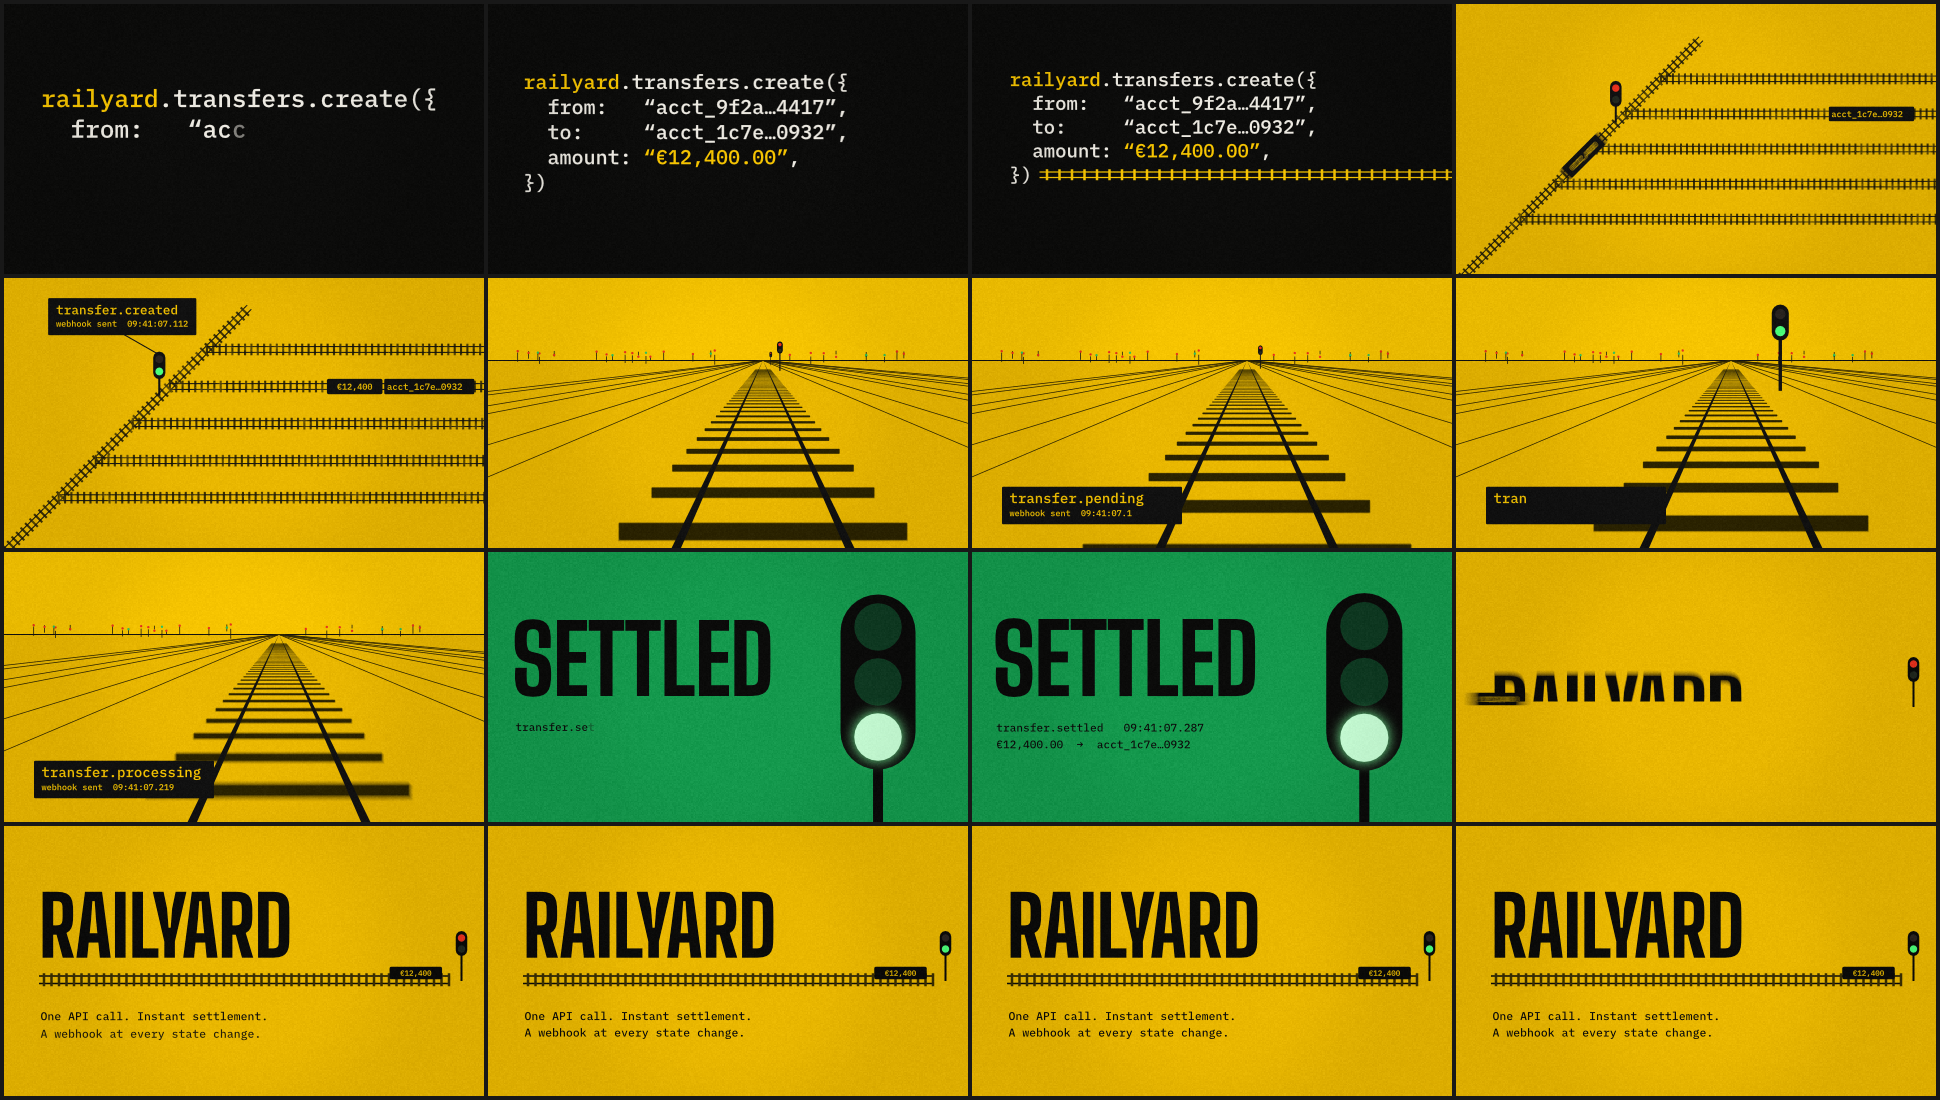 railyard.transfers.create({
from: “acc
railyard.transfers.create({
from: “acct_9f2a…4417”,
to: “acct_1c7e…0932”,
amount: “€12,400.00”,
})
railyard.transfers.create({
from: “acct_9f2a…4417”,
to: “acct_1c7e…0932”,
amount: “€12,400.00”,
})
acct_1c7e…0932
transfer.created
webhook sent 09:41:07.112
€12,400 acct_1c7e…0932
transfer.pending
webhook sent 09:41:07.1
tran
transfer.processing
webhook sent 09:41:07.219
SETTLED
transfer.set
SETTLED
transfer.settled 09:41:07.287
€12,400.00 → acct_1c7e…0932
RAILYARD
RAILYARD
€12,400
One API call. Instant settlement.
A webhook at every state change.
RAILYARD
€12,400
One API call. Instant settlement.
A webhook at every state change.
RAILYARD
€12,400
One API call. Instant settlement.
A webhook at every state change.
RAILYARD
€12,400
One API call. Instant settlement.
A webhook at every state change.